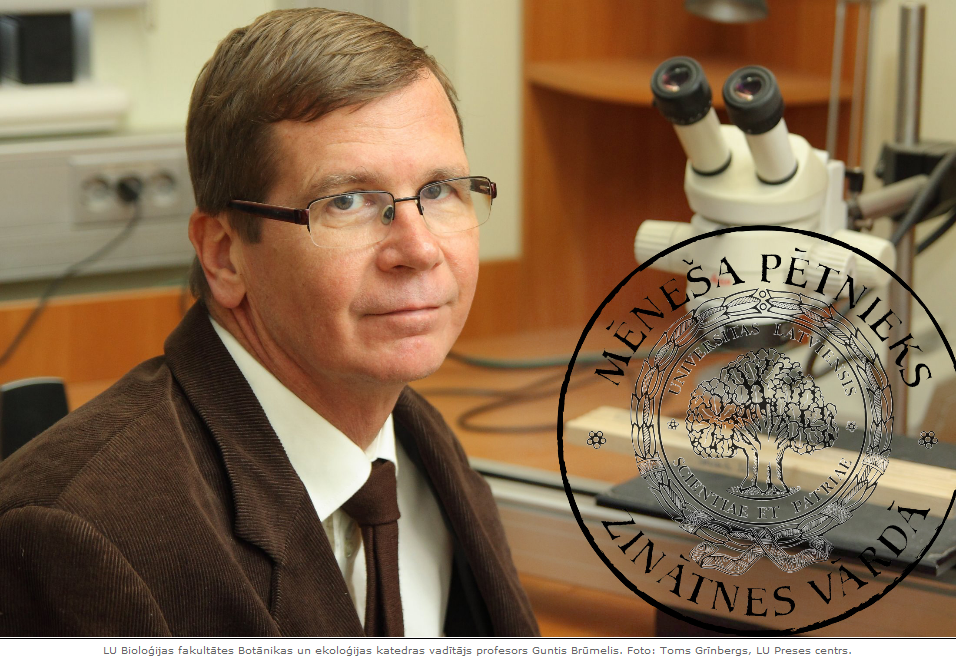 MĒNEŠA PĒTNIEKS
UNIVERSITAS LATVIENSIS
SCIENTIAE ET PATRIAE
ZINĀTNES VĀRDĀ
LU Bioloģijas fakultātes Botānikas un ekoloģijas katedras vadītājs profesors Guntis Brūmelis. Foto: Toms Grīnbergs, LU Preses centrs.